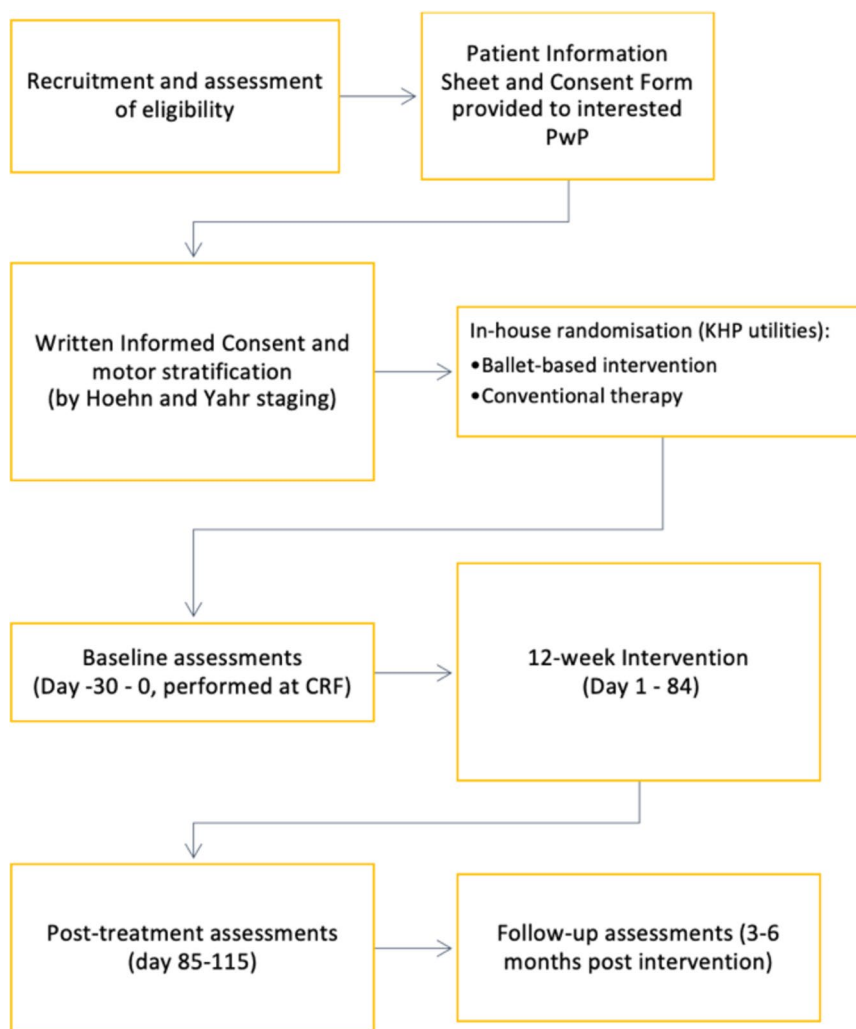 Recruitment and assessment
of eligibility
Patient Information
Sheet and Consent Form
provided to interested
PwP
Written Informed Consent and
motor stratification
(by Hoehn and Yahr staging)
In-house randomisation (KHP utilities):
•Ballet-based intervention
•Conventional therapy
Baseline assessments
(Day -30 - 0, performed at CRF)
12-week Intervention
(Day 1 - 84)
Post-treatment assessments
(day 85-115)
Follow-up assessments (3-6
months post intervention)